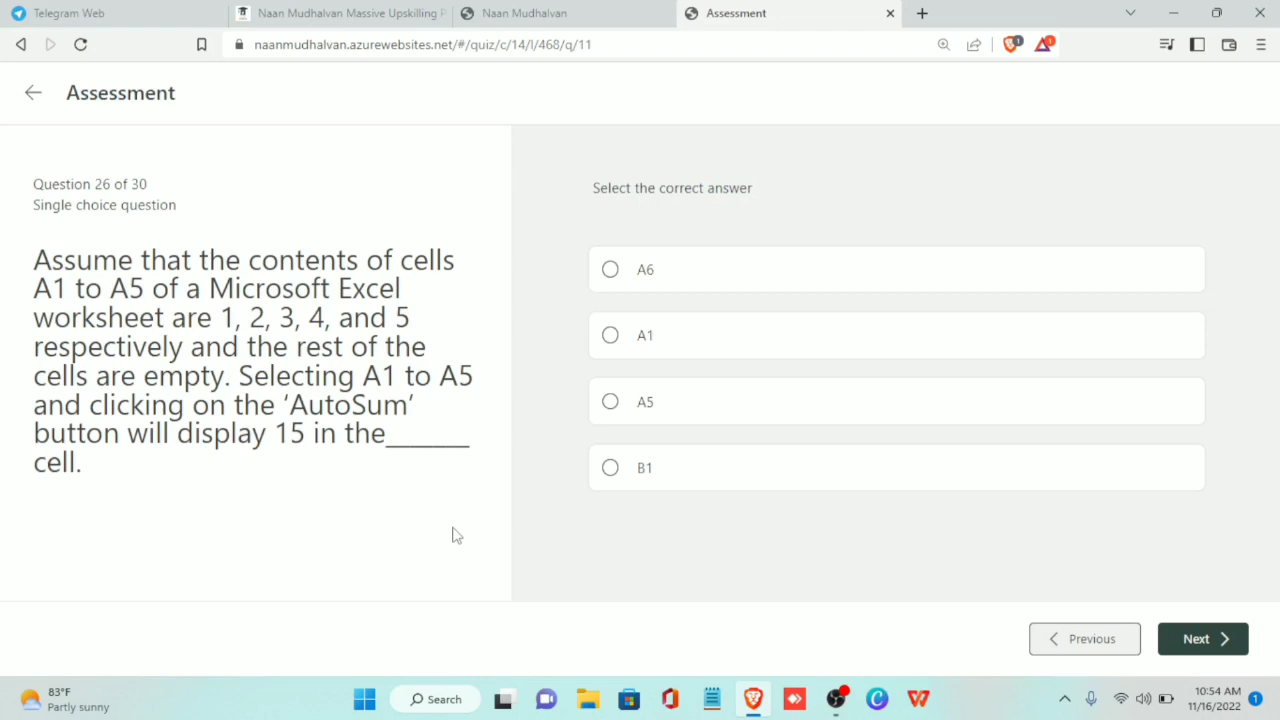 Telegram Web
Naan Mudhalvan Massive Upskilling P
Naan Mudhalvan
Assessment
naanmudhalvan.azurewebsites.net/#/quiz/c/14/l/468/q/11
1
1
Assessment
Question 26 of 30
Single choice question
Select the correct answer
Assume that the contents of cells
A1 to A5 of a Microsoft Excel
worksheet are 1, 2, 3, 4, and 5
respectively and the rest of the
cells are empty. Selecting A1 to A5
and clicking on the ‘AutoSum’
button will display 15 in the_______
cell.
A6
A1
A5
B1
Previous
Next
83°F
Partly sunny
Search
10:54 AM
11/16/2022
1